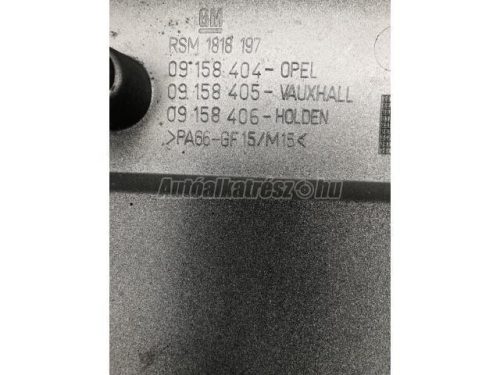 GM
RSM 1818 197
09 158 404 - OPEL
09 158 405 - VAUXHALL
09 158 406 - HOLDEN
>PA66-GF15/M15<
Autóalkatrész.hu